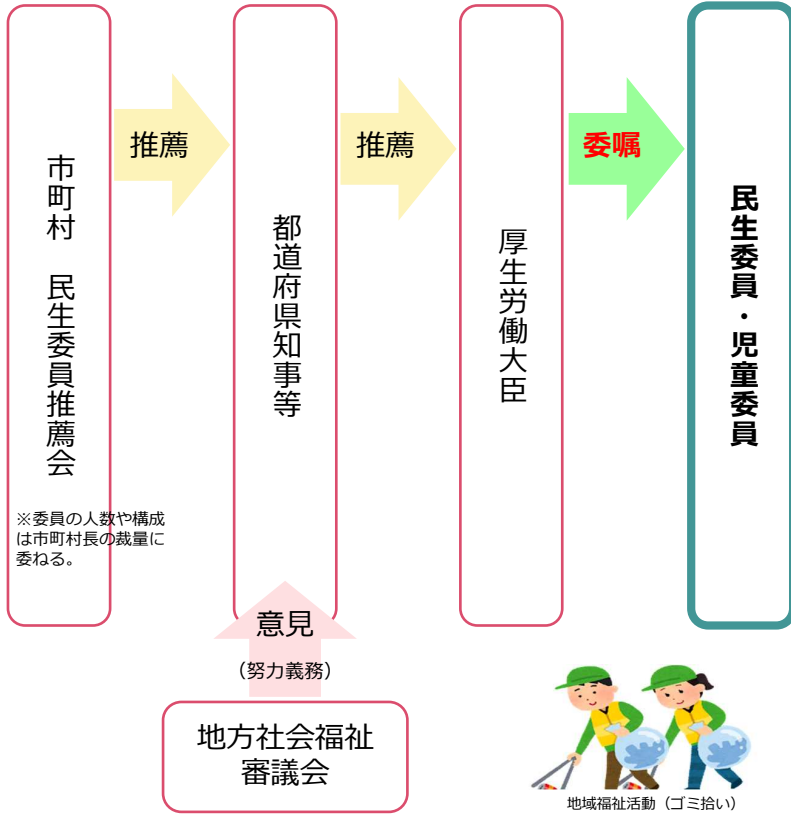 市町村　民生委員推薦会
※委員の人数や構成
は市町村長の裁量に
委ねる。
推薦
都道府県知事等
推薦
厚生労働大臣
委嘱
民生委員・児童委員
意見
（努力義務）
地方社会福祉
審議会
地域福祉活動（ゴミ拾い）